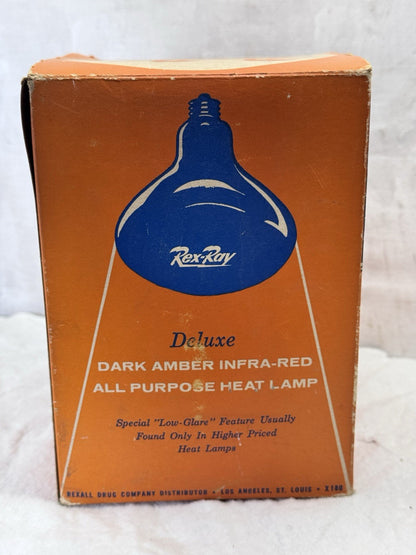 Rex-Ray
Deluxe
DARK AMBER INFRA-RED
ALL PURPOSE HEAT LAMP
Special "Low-Glare" Feature Usually
Found Only In Higher Priced
Heat Lamps
REXALL DRUG COMPANY DISTRIBUTOR • LOS ANGELES, ST. LOUIS • X180